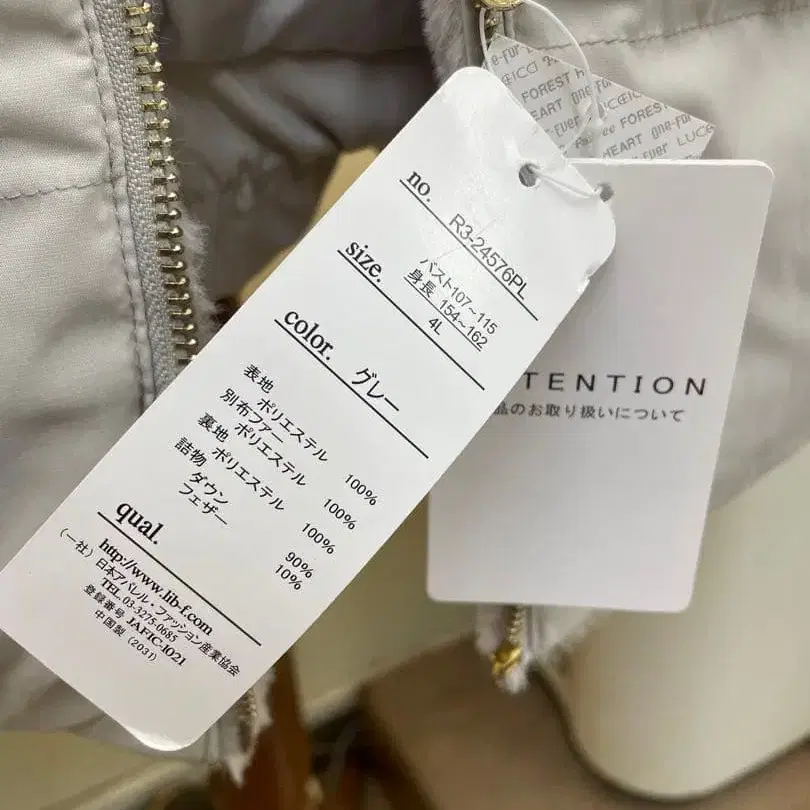 no. R3-24576PL
size. バスト107~115
身長 154~162
4L
color. グレー
表地 ポリエステル 100%
別布ファー ポリエステル 100%
裏地 ポリエステル 100%
詰物 ダウン 90%
フェザー 10%
qual.
http://www.lib-f.com
(一社)日本アパレル・ファッション産業協会
TEL. 03-3275-0685
登録番号 JAFIC-1021
中国製 (2031)
TENTION
品のお取り扱いについて
FOREST
HEART one-fuer LUCE